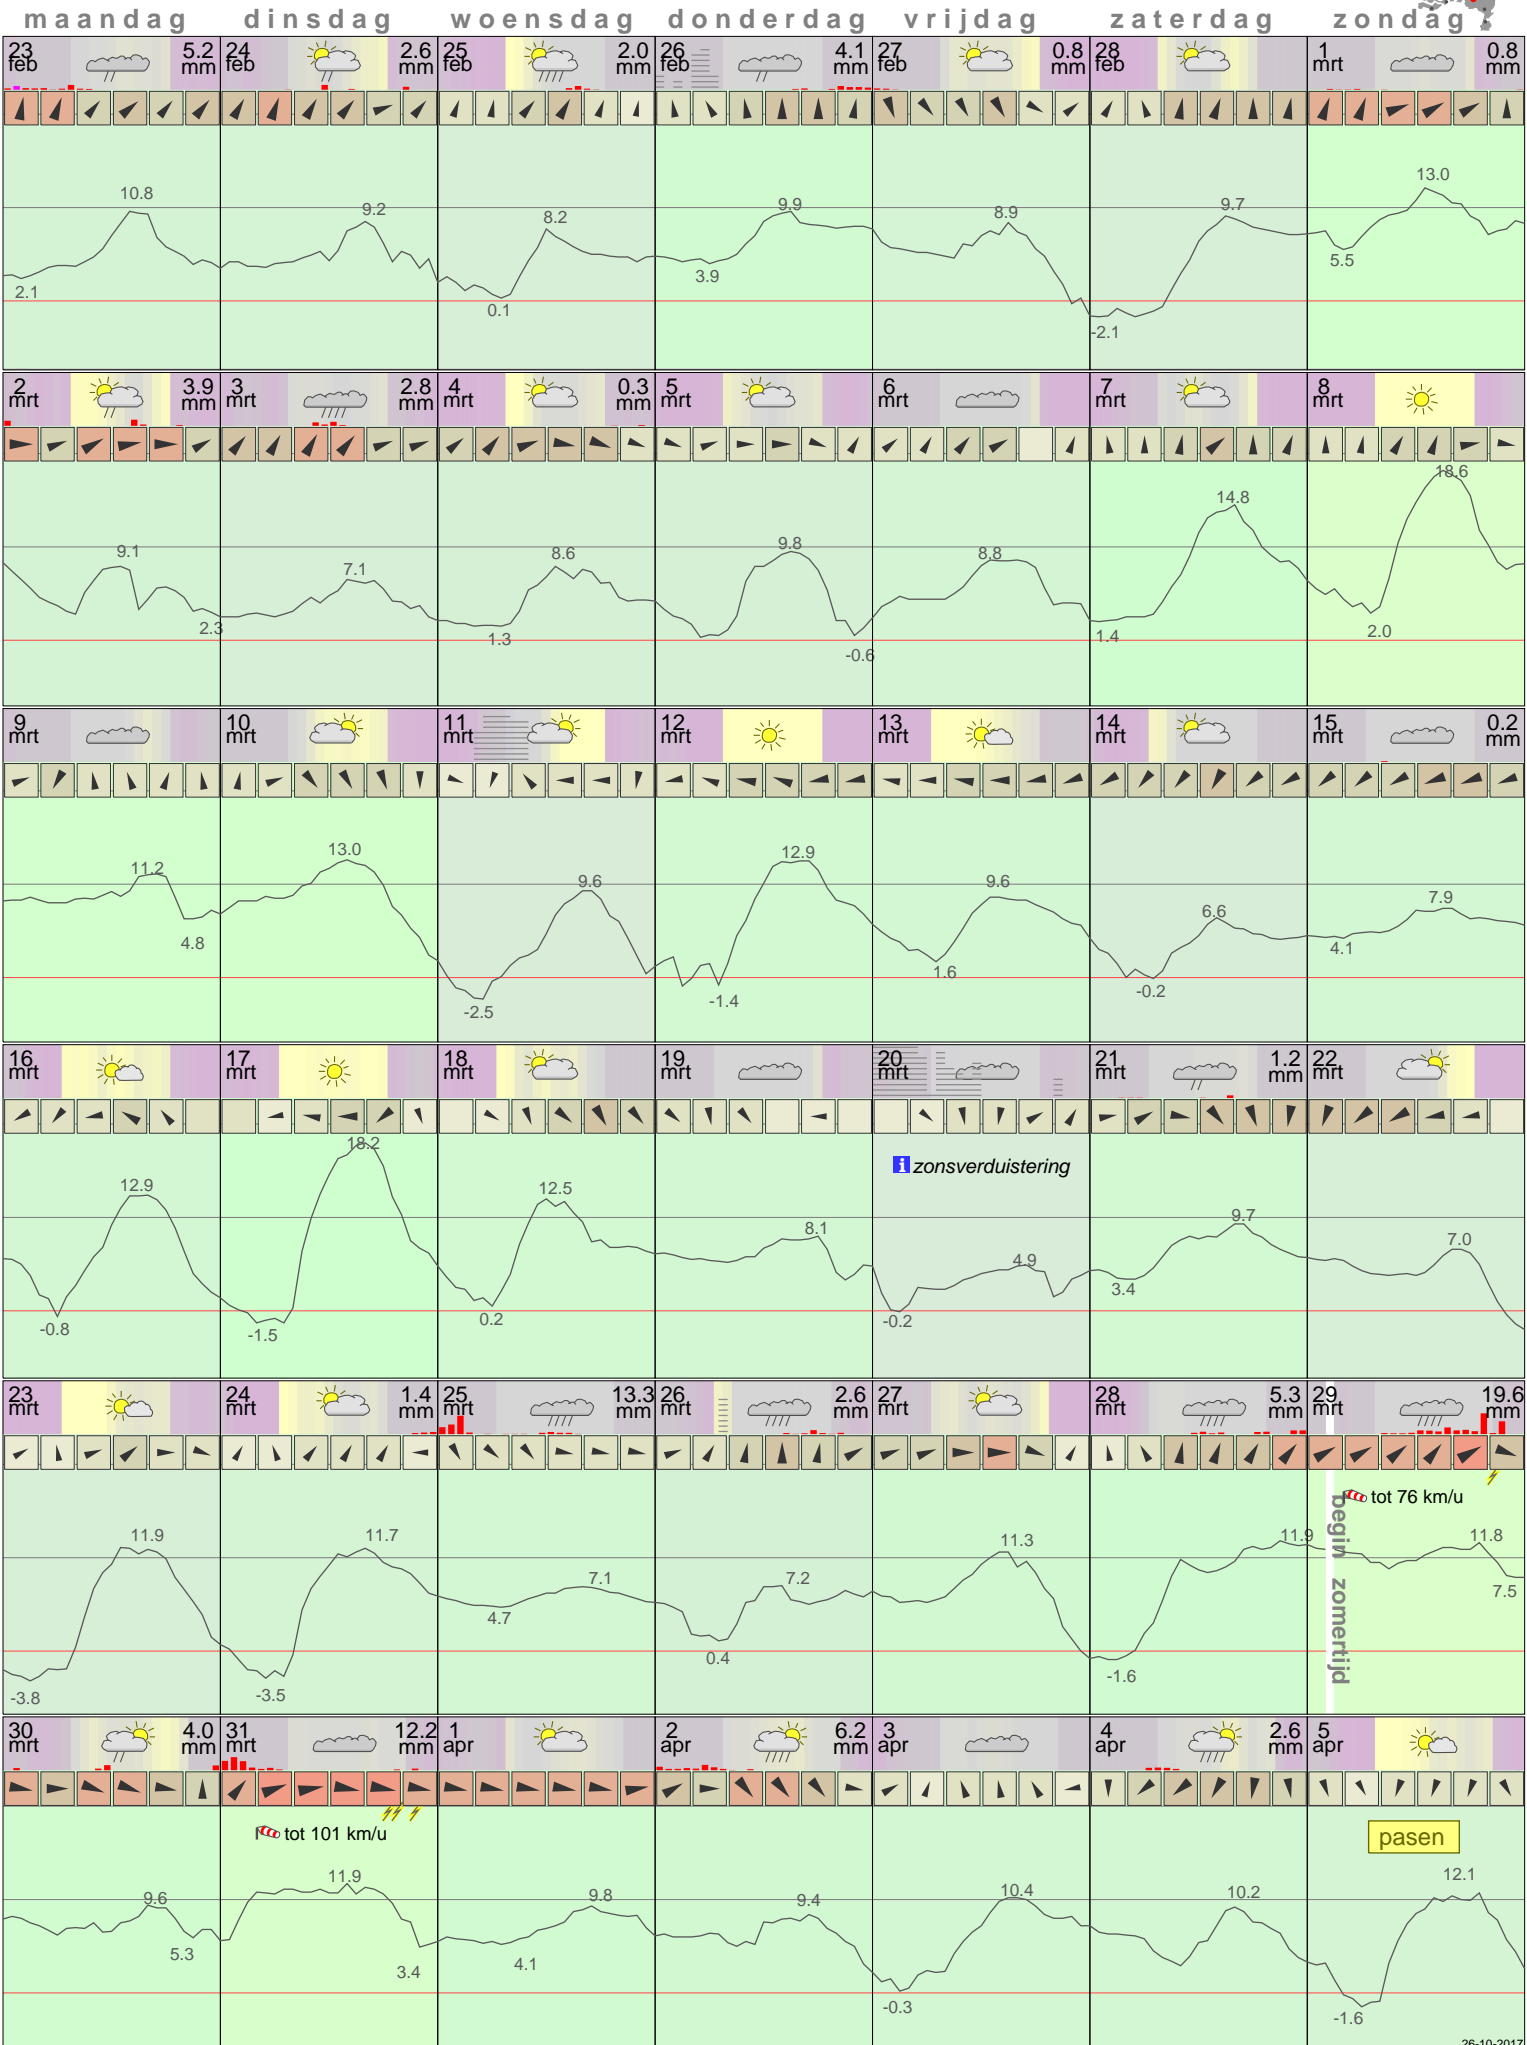 maandag dinsdag woensdag donderdag vrijdag zaterdag zondag
23 feb 5.2 mm 24 feb 2.6 mm 25 feb 2.0 mm 26 feb 4.1 mm 27 feb 0.8 mm 28 feb 1 mrt 0.8 mm
10.8 2.1 9.2 8.2 0.1 9.9 3.9 8.9 9.7 -2.1 13.0 5.5
2 mrt 3.9 mm 3 mrt 2.8 mm 4 mrt 0.3 mm 5 mrt 6 mrt 7 mrt 8 mrt
9.1 2.3 7.1 8.6 1.3 9.8 -0.6 8.8 14.8 1.4 18.6 2.0
9 mrt 10 mrt 11 mrt 12 mrt 13 mrt 14 mrt 15 mrt 0.2 mm
11.2 4.8 13.0 9.6 -2.5 12.9 -1.4 9.6 1.6 6.6 -0.2 7.9 4.1
16 mrt 17 mrt 18 mrt 19 mrt 20 mrt 21 mrt 1.2 mm 22 mrt
zonsverduistering
12.9 -0.8 18.2 -1.5 12.5 0.2 8.1 4.9 -0.2 9.7 3.4 7.0
23 mrt 24 mrt 1.4 mm 25 mrt 13.3 mm 26 mrt 2.6 mm 27 mrt 28 mrt 5.3 mm 29 mrt 19.6 mm
tot 76 km/u
begin zomertijd
11.9 -3.8 11.7 -3.5 7.1 4.7 7.2 0.4 11.3 11.9 -1.6 11.8 7.5
30 mrt 4.0 mm 31 mrt 12.2 mm 1 apr 2 apr 6.2 mm 3 apr 4 apr 2.6 mm 5 apr
tot 101 km/u
pasen
9.6 5.3 11.9 3.4 9.8 4.1 9.4 10.4 -0.3 10.2 12.1 -1.6
26-10-2017